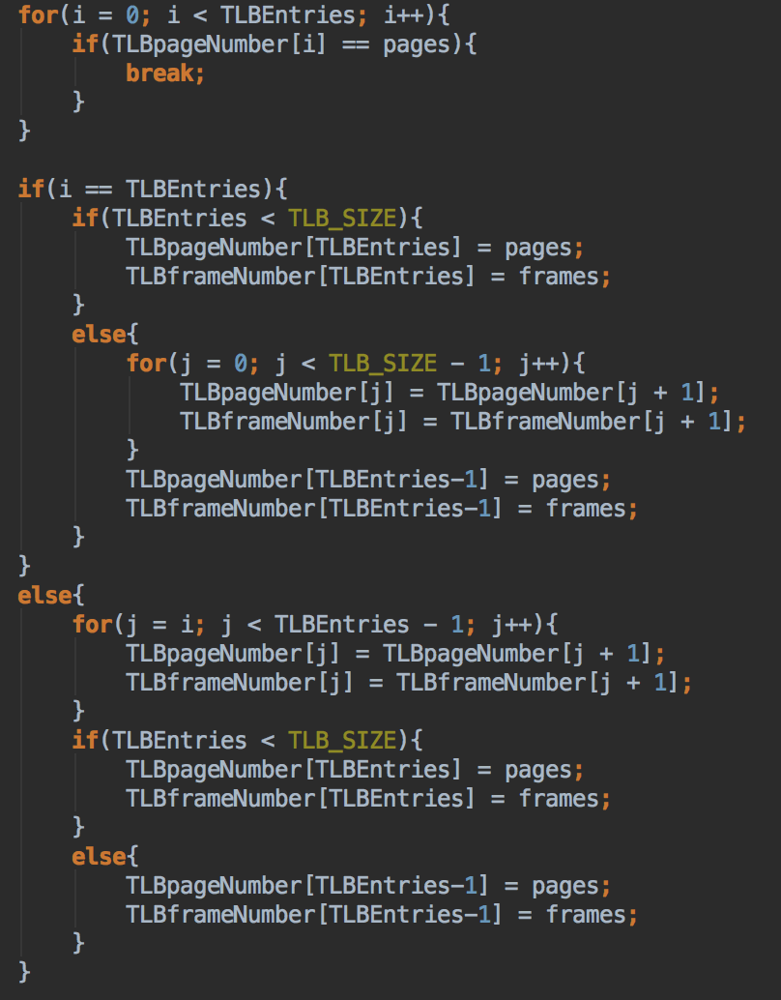 for(i = 0; i < TLBEntries; i++){
    if(TLBpageNumber[i] == pages){
        break;
    }
}

if(i == TLBEntries){
    if(TLBEntries < TLB_SIZE){
        TLBpageNumber[TLBEntries] = pages;
        TLBframeNumber[TLBEntries] = frames;
    }
    else{
        for(j = 0; j < TLB_SIZE - 1; j++){
            TLBpageNumber[j] = TLBpageNumber[j + 1];
            TLBframeNumber[j] = TLBframeNumber[j + 1];
        }
        TLBpageNumber[TLBEntries-1] = pages;
        TLBframeNumber[TLBEntries-1] = frames;
    }
}
else{
    for(j = i; j < TLBEntries - 1; j++){
        TLBpageNumber[j] = TLBpageNumber[j + 1];
        TLBframeNumber[j] = TLBframeNumber[j + 1];
    }
    if(TLBEntries < TLB_SIZE){
        TLBpageNumber[TLBEntries] = pages;
        TLBframeNumber[TLBEntries] = frames;
    }
    else{
        TLBpageNumber[TLBEntries-1] = pages;
        TLBframeNumber[TLBEntries-1] = frames;
    }
}